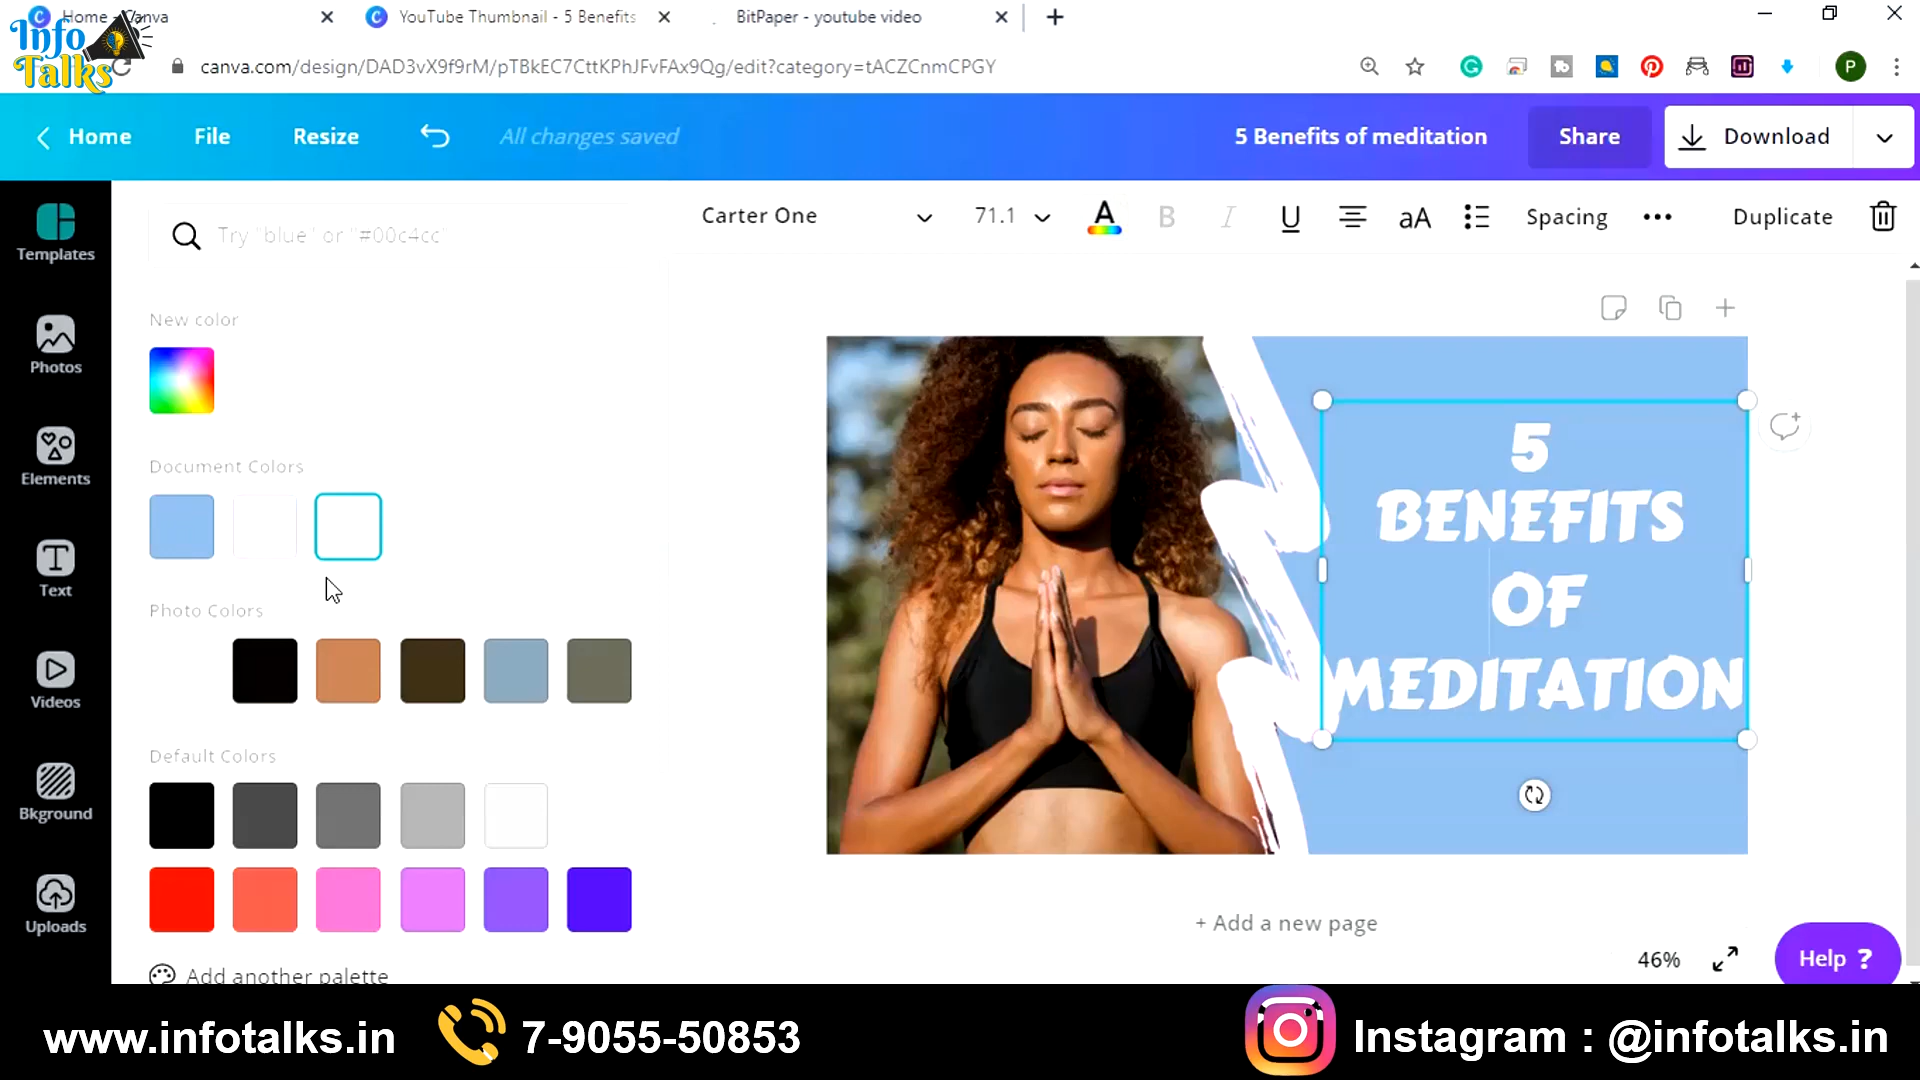 Info
Talks
Home - Canva
YouTube Thumbnail - 5 Benefits
BitPaper - youtube video
canva.com/design/DAD3vX9f9rM/pTBkEC7CttKPhJFvFAx9Qg/edit?category=tACZCnmCPGY
P
Home
File
Resize
All changes saved
5 Benefits of meditation
Share
Download
Templates
Photos
Elements
Text
Videos
Bkground
Uploads
Try "blue" or "#00c4cc"
New color
Document Colors
Photo Colors
Default Colors
Add another palette
Carter One
71.1
A
B
I
U
aA
Spacing
Duplicate
5
BENEFITS
OF
MEDITATION
+ Add a new page
46%
Help ?
www.infotalks.in
7-9055-50853
Instagram : @infotalks.in